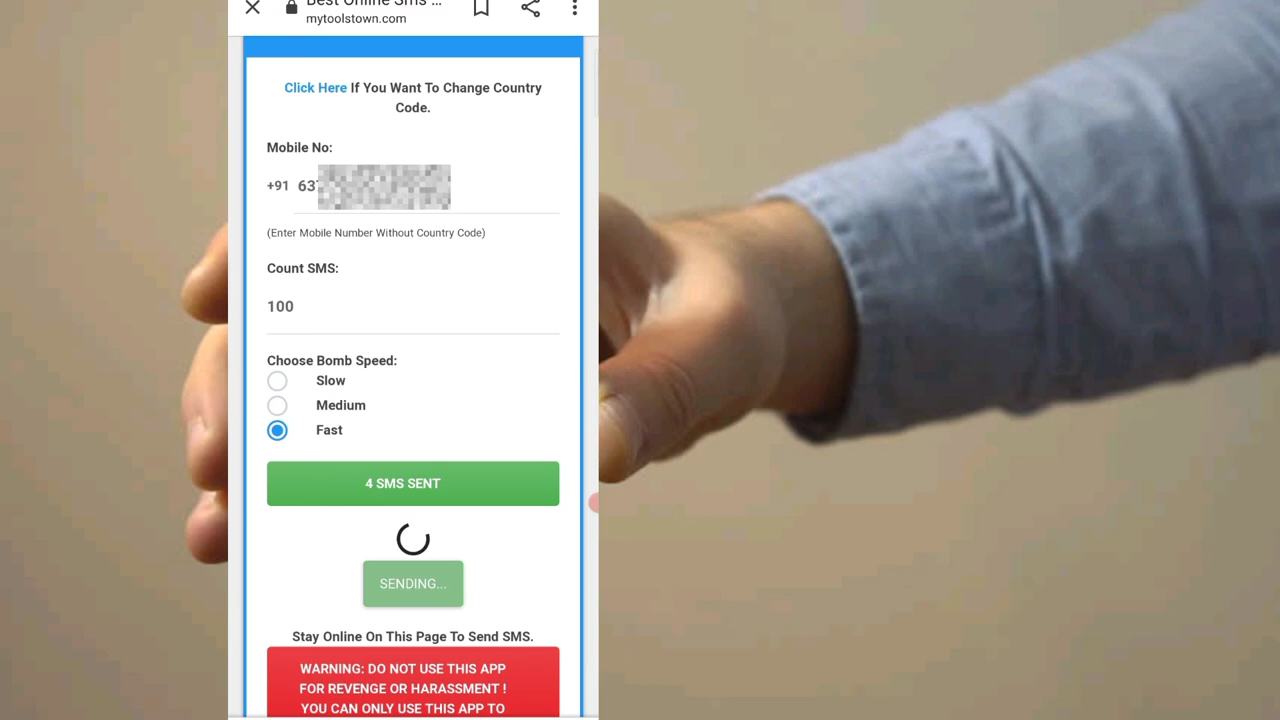 Best Online Sms ...
mytoolstown.com
Click Here If You Want To Change Country
Code.
Mobile No:
+91 63
(Enter Mobile Number Without Country Code)
Count SMS:
100
Choose Bomb Speed:
Slow
Medium
Fast
4 SMS SENT
SENDING...
Stay Online On This Page To Send SMS.
WARNING: DO NOT USE THIS APP
FOR REVENGE OR HARASSMENT !
YOU CAN ONLY USE THIS APP TO